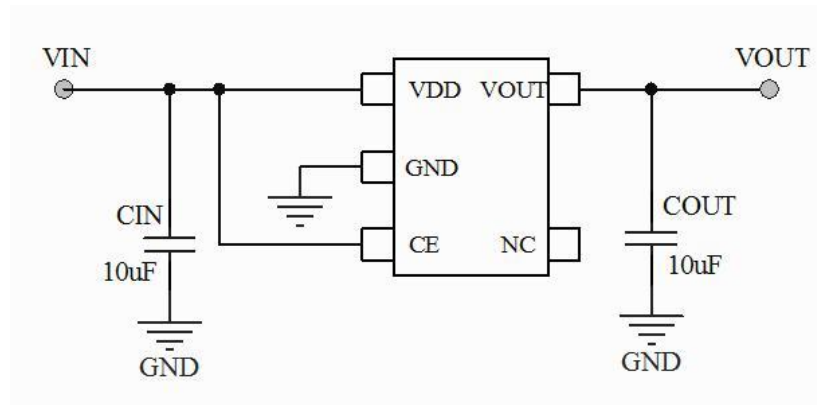 VIN
VOUT
VDD VOUT
GND
CIN
COUT
CE NC
10uF
10uF
GND
GND